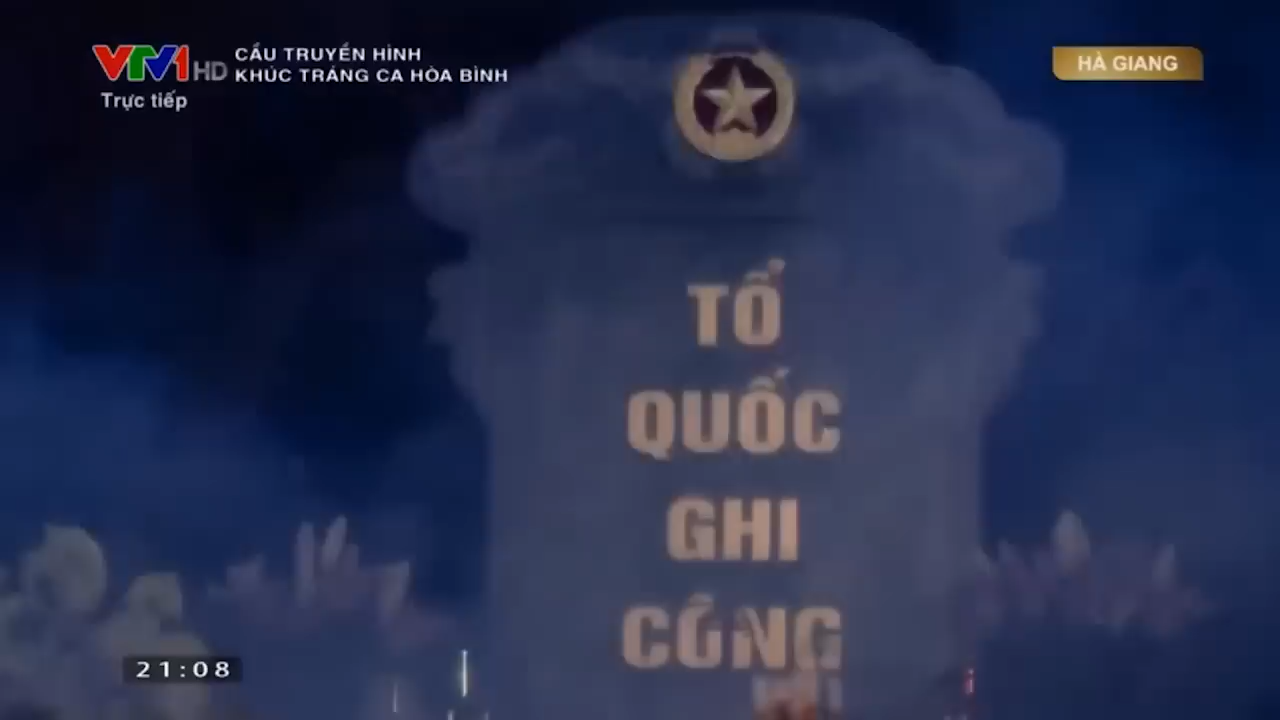 VTV1 HD
CẦU TRUYỀN HÌNH
KHÚC TRÁNG CA HÒA BÌNH
Trực tiếp
HÀ GIANG
TỔ
QUỐC
GHI
CÔNG
21:08